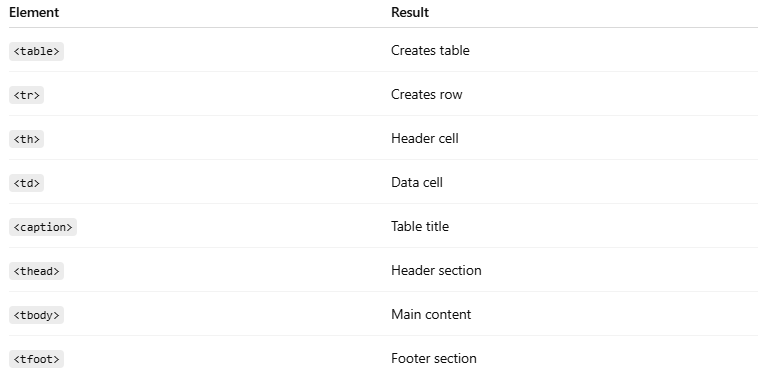 Element Result
<table> Creates table
<tr> Creates row
<th> Header cell
<td> Data cell
<caption> Table title
<thead> Header section
<tbody> Main content
<tfoot> Footer section